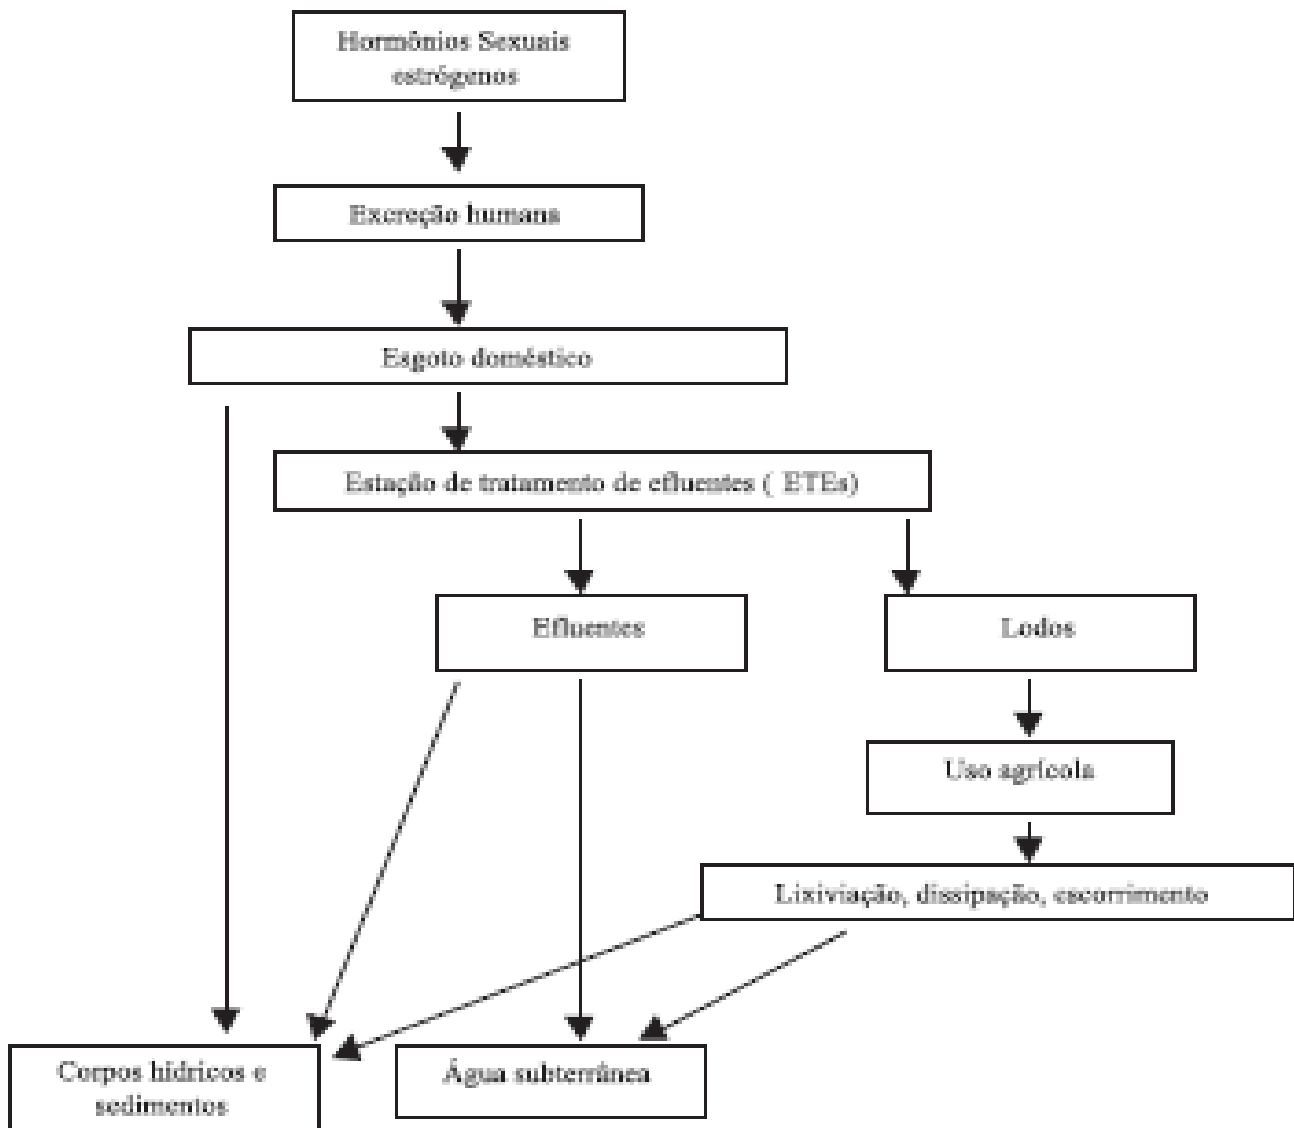 Hormônios Sexuais
estrógenos
Excreção humana
Esgoto doméstico
Estação de tratamento de efluentes ( ETEs)
Efluentes
Lodos
Uso agrícola
Lixiviação, dissipação, escorrimento
Corpos hídricos e
sedimentos
Água subterrânea